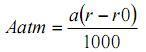 Aatm = a(r − r0) / 1000